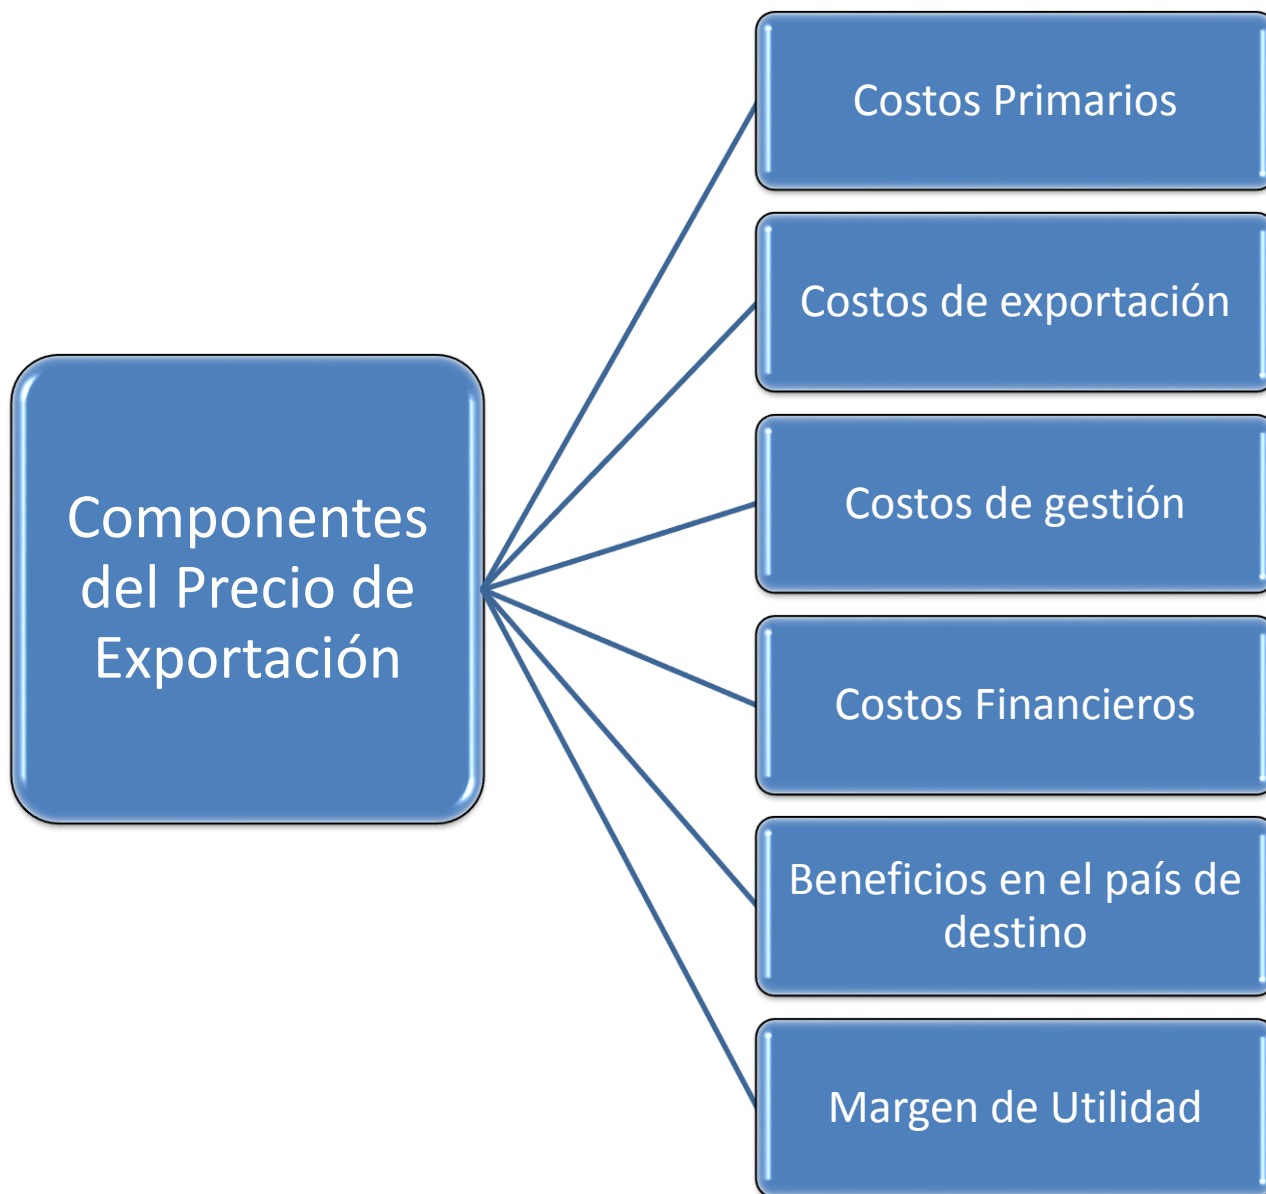 Componentes
del Precio de
Exportación
Costos Primarios
Costos de exportación
Costos de gestión
Costos Financieros
Beneficios en el país de
destino
Margen de Utilidad